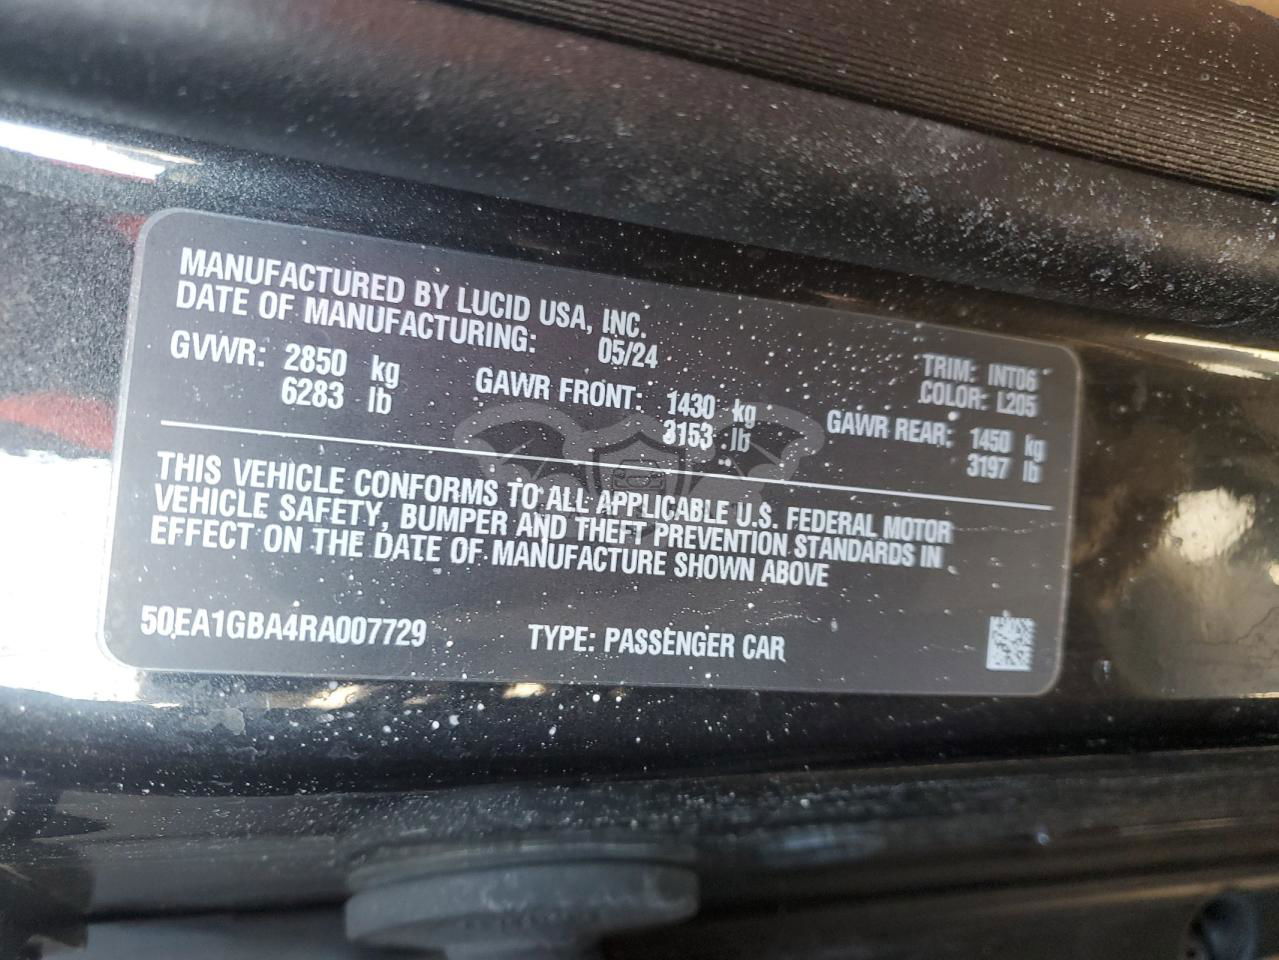 MANUFACTURED BY LUCID USA, INC.
DATE OF MANUFACTURING: 05/24
TRIM: INT06
COLOR: L205
GVWR: 2850 kg GAWR FRONT: 1430 kg GAWR REAR: 1450 kg
6283 lb 3153 lb 3197 lb
THIS VEHICLE CONFORMS TO ALL APPLICABLE U.S. FEDERAL MOTOR
VEHICLE SAFETY, BUMPER AND THEFT PREVENTION STANDARDS IN
EFFECT ON THE DATE OF MANUFACTURE SHOWN ABOVE
50EA1GBA4RA007729 TYPE: PASSENGER CAR